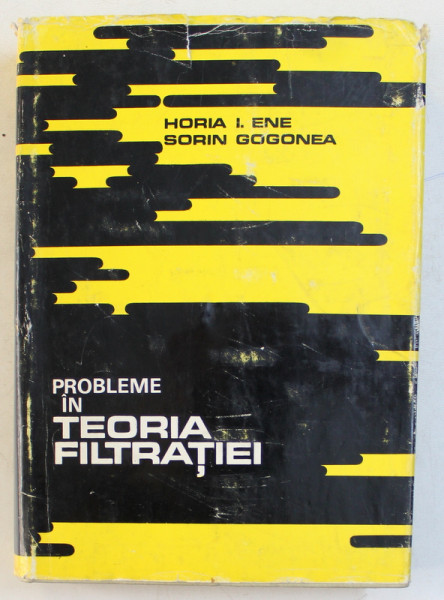 HORIA I. ENE
SORIN GOGONEA
PROBLEME
ÎN
TEORIA
FILTRAȚIEI